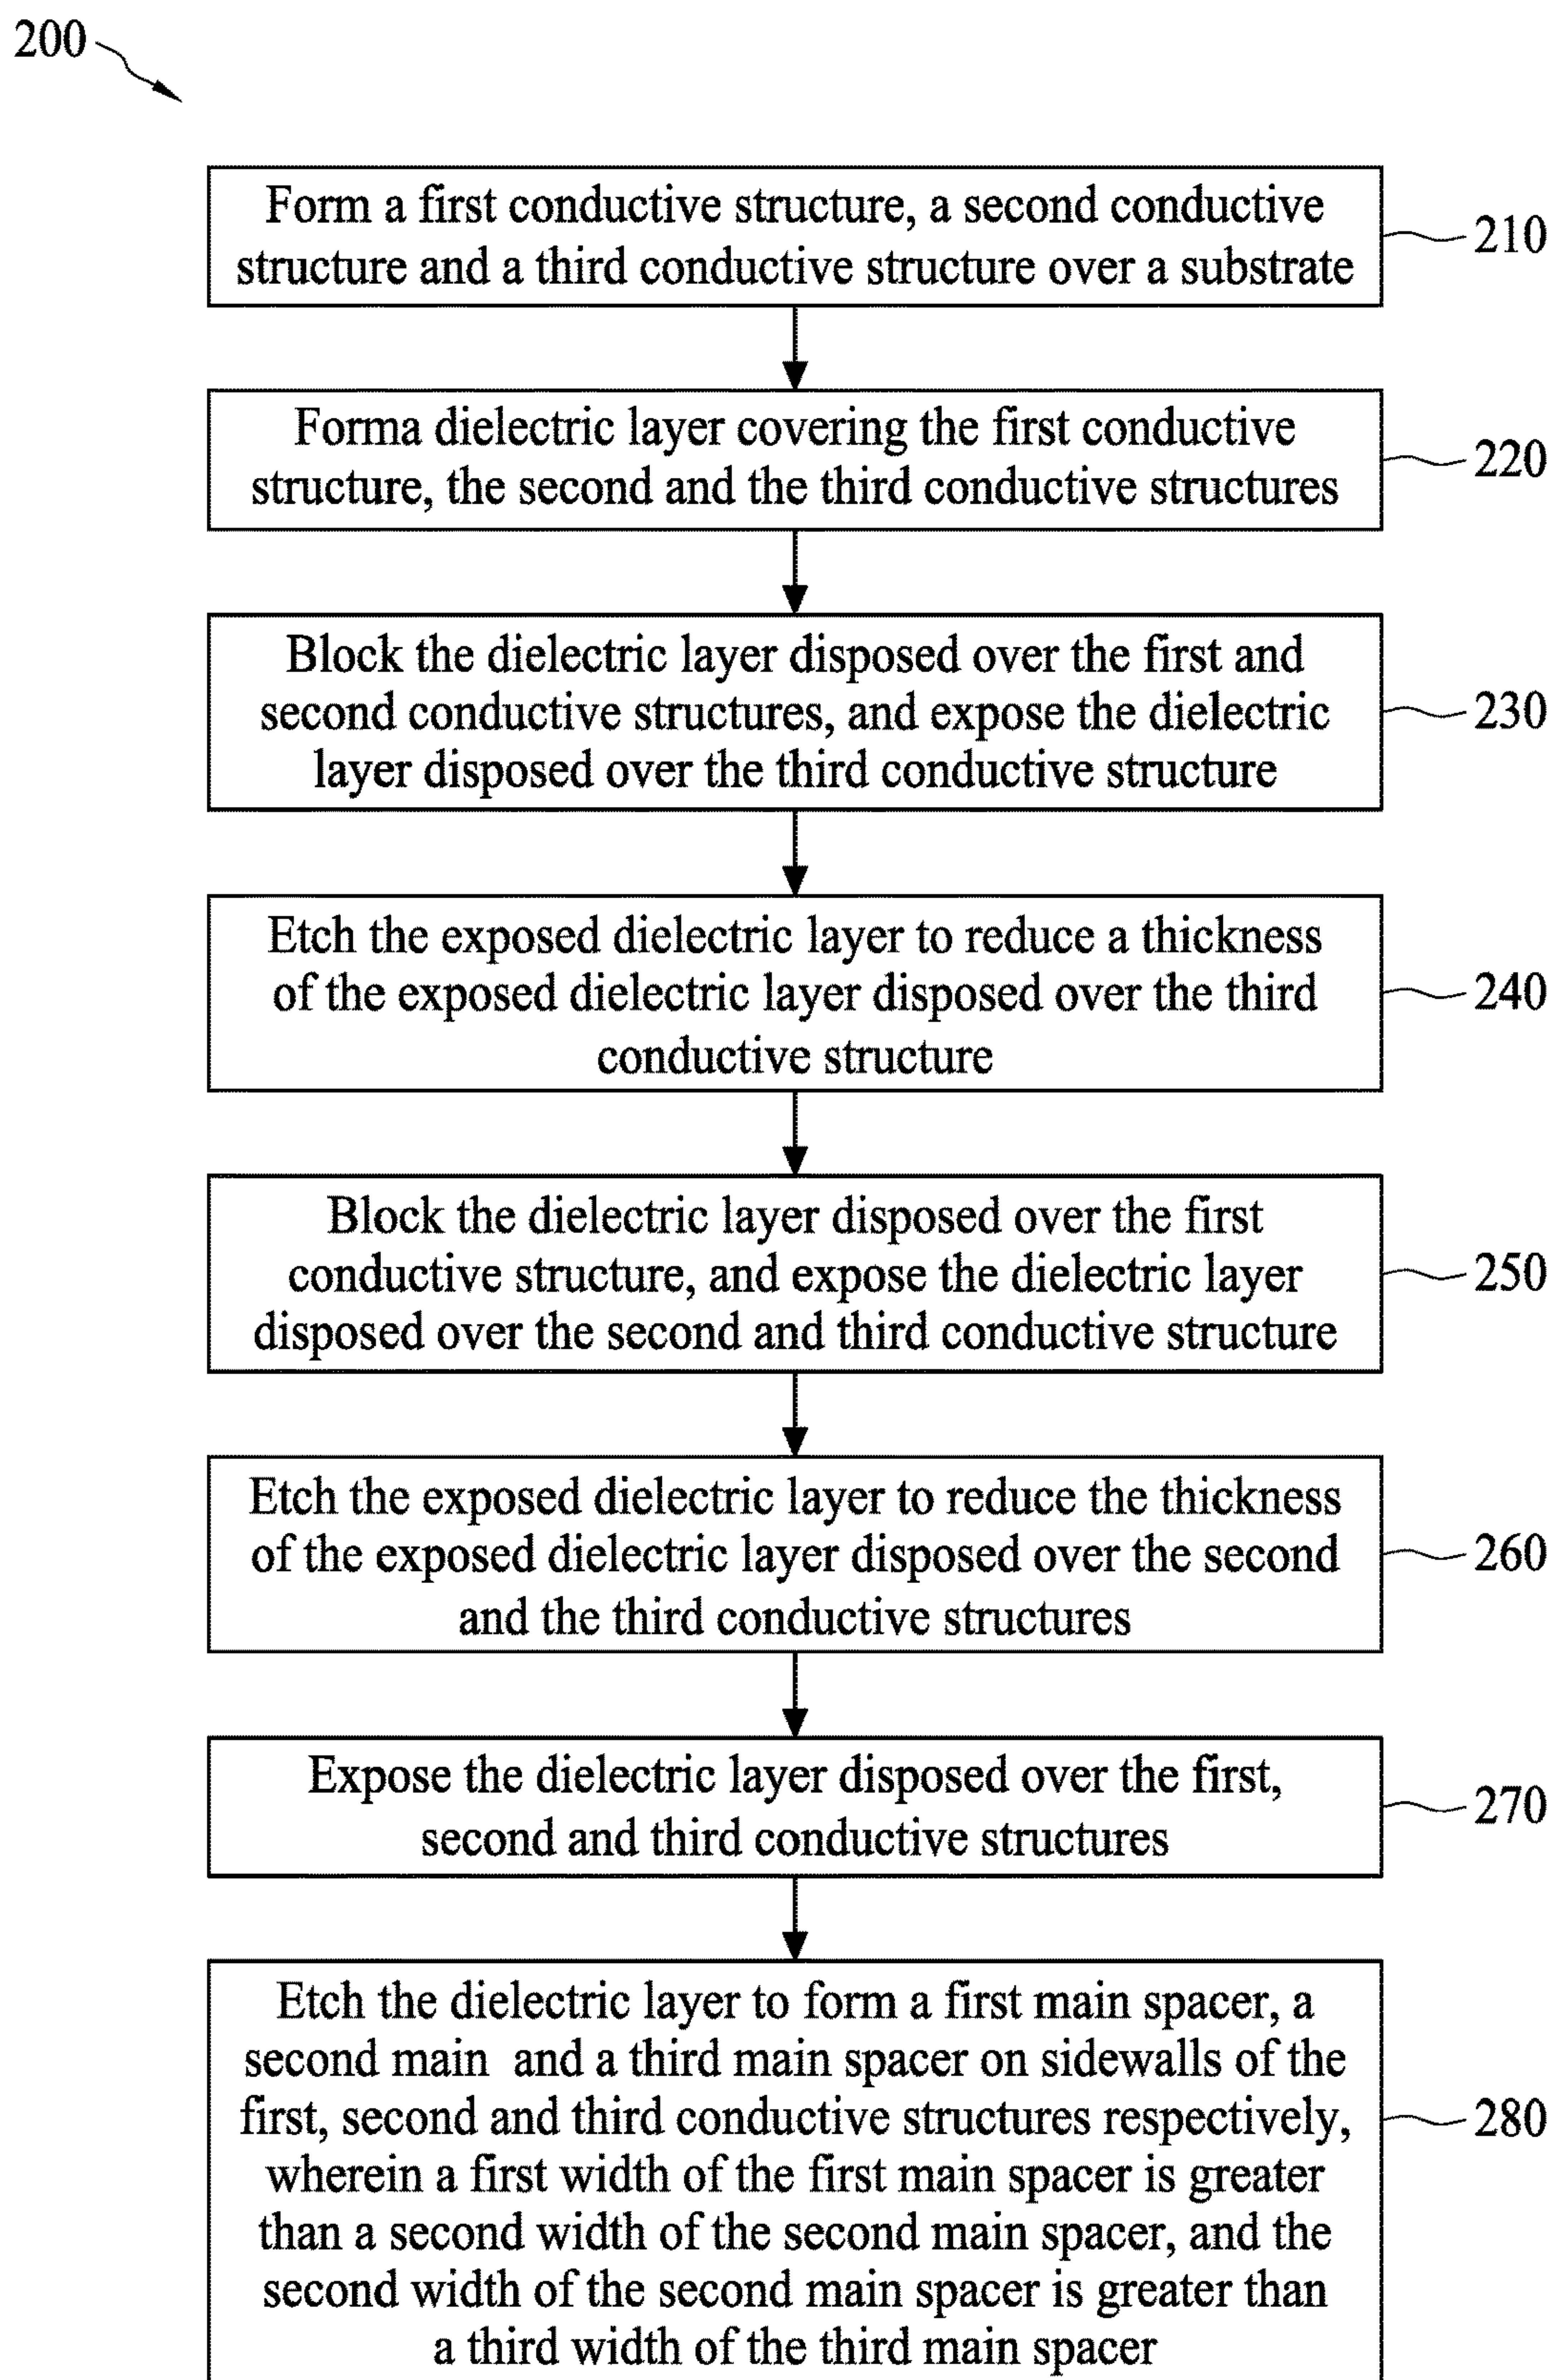 200
Form a first conductive structure, a second conductive
structure and a third conductive structure over a substrate
210
Forma dielectric layer covering the first conductive
structure, the second and the third conductive structures
220
Block the dielectric layer disposed over the first and
second conductive structures, and expose the dielectric
layer disposed over the third conductive structure
230
Etch the exposed dielectric layer to reduce a thickness
of the exposed dielectric layer disposed over the third
conductive structure
240
Block the dielectric layer disposed over the first
conductive structure, and expose the dielectric layer
disposed over the second and third conductive structure
250
Etch the exposed dielectric layer to reduce the thickness
of the exposed dielectric layer disposed over the second
and the third conductive structures
260
Expose the dielectric layer disposed over the first,
second and third conductive structures
270
Etch the dielectric layer to form a first main spacer, a
second main  and a third main spacer on sidewalls of the
first, second and third conductive structures respectively,
wherein a first width of the first main spacer is greater
than a second width of the second main spacer, and the
second width of the second main spacer is greater than
a third width of the third main spacer
280